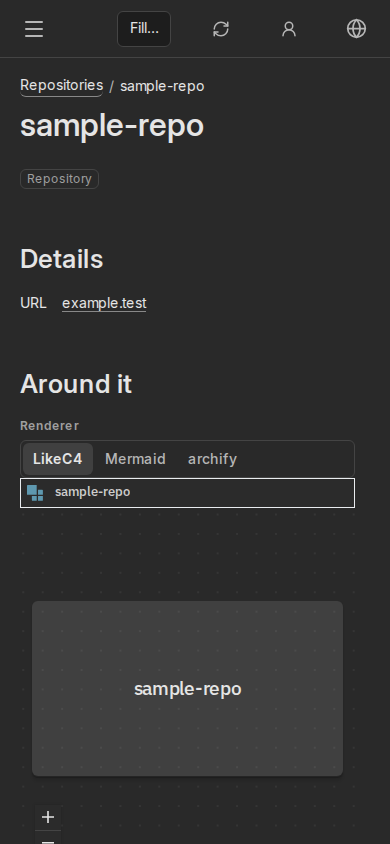 Fill...
Repositories / sample-repo
sample-repo
Repository
Details
URL example.test
Around it
Renderer
LikeC4 Mermaid archify
sample-repo
sample-repo